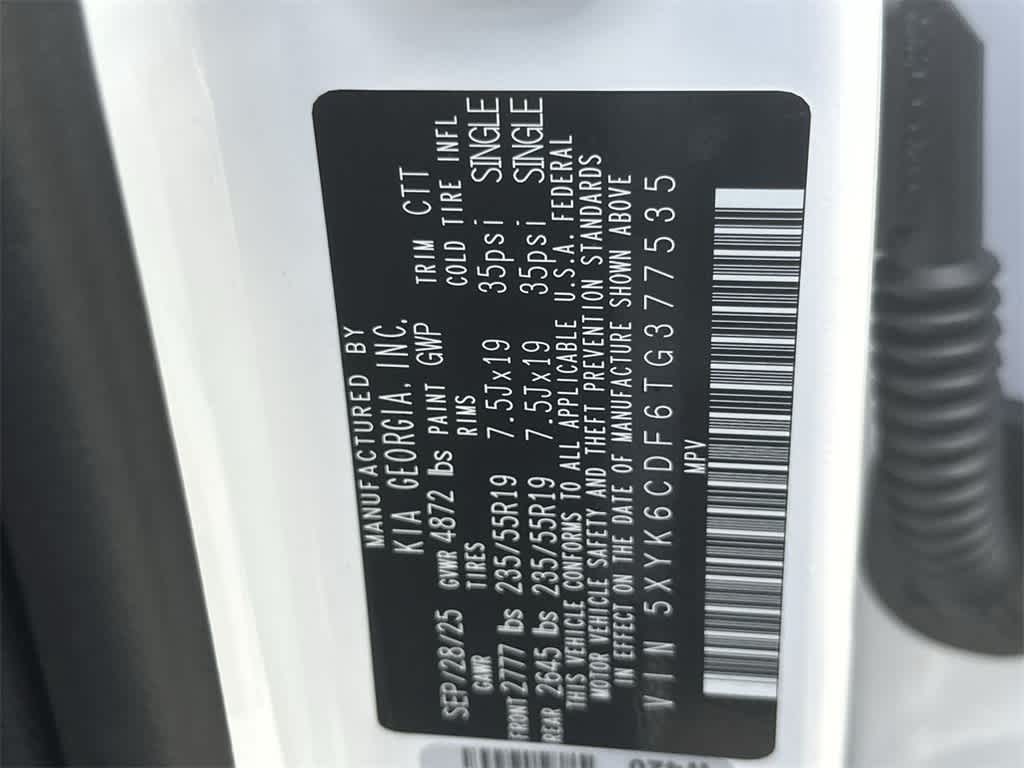 MANUFACTURED BY
KIA GEORGIA, INC.
SEP/28/25 GVWR 4872 lbs PAINT GWP TRIM CTT
GAWR TIRES RIMS COLD TIRE INFL
FRONT 2777 lbs 235/55R19 7.5Jx19 35psi SINGLE
REAR 2645 lbs 235/55R19 7.5Jx19 35psi SINGLE
THIS VEHICLE CONFORMS TO ALL APPLICABLE U.S.A. FEDERAL
MOTOR VEHICLE SAFETY AND THEFT PREVENTION STANDARDS
IN EFFECT ON THE DATE OF MANUFACTURE SHOWN ABOVE
VIN 5XYK6CDF6TG377535
MPV